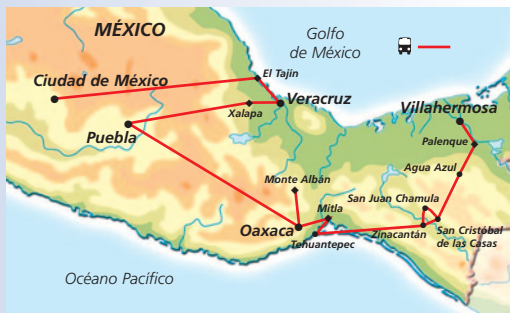 MÉXICO
Golfo
de México
El Tajín
Ciudad de México
Veracruz
Villahermosa
Xalapa
Puebla
Palenque
Agua Azul
Monte Albán
San Juan Chamula
Mitla
Oaxaca
San Cristóbal
de las Casas
Zinacantán
Tehuantepec
Océano Pacífico